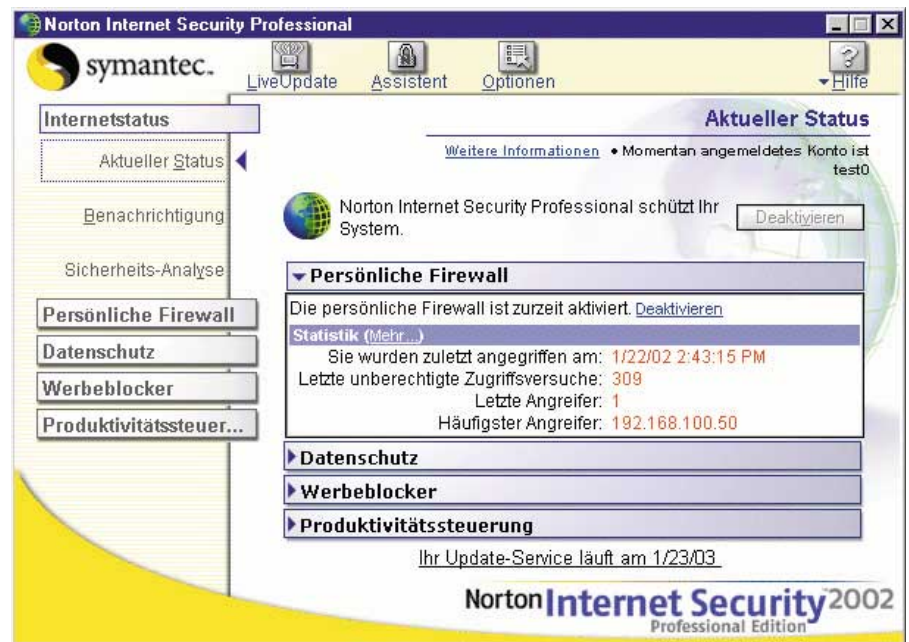 Norton Internet Security Professional
symantec.
LiveUpdate Assistent Optionen Hilfe
Internetstatus
Aktueller Status
Benachrichtigung
Sicherheits-Analyse
Persönliche Firewall
Datenschutz
Werbeblocker
Produktivitätssteuer...
Aktueller Status
Weitere Informationen • Momentan angemeldetes Konto ist
test0
Norton Internet Security Professional schützt Ihr
System.
Deaktivieren
Persönliche Firewall
Die persönliche Firewall ist zurzeit aktiviert. Deaktivieren
Statistik (Mehr...)
Sie wurden zuletzt angegriffen am: 1/22/02 2:43:15 PM
Letzte unberechtigte Zugriffsversuche: 309
Letzte Angreifer: 1
Häufigster Angreifer: 192.168.100.50
Datenschutz
Werbeblocker
Produktivitätssteuerung
Ihr Update-Service läuft am 1/23/03
Norton Internet Security 2002
Professional Edition